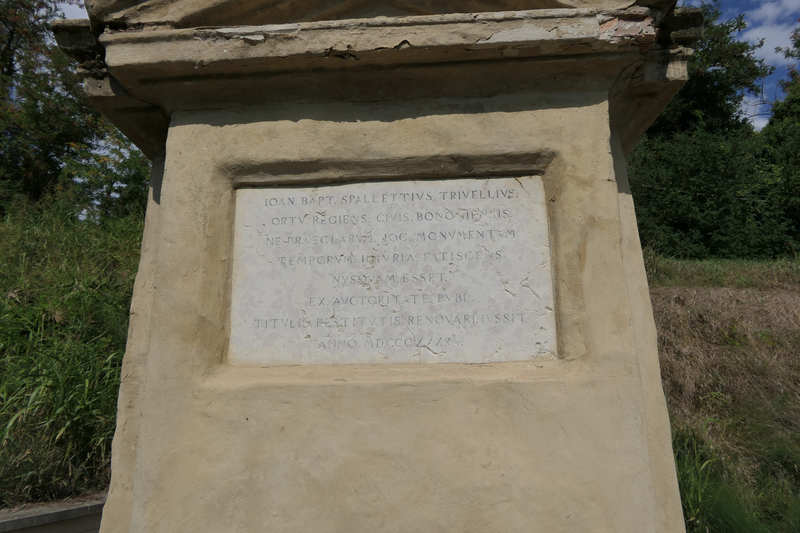 IOAN. BAPT. SPALLETTIVS. TRIVELLIVS.
ORTV. REGIENS. CIVIS. BONONIENSIS
NE. PRAECLARVM. HOC. MONVMENTVM
TEMPORVM. INIVRIA. FATISCENS
NVSQVAM. ESSET.
EX. AVCTORITATE. PVBL.
TITVLIS. RESTITVTIS. RENOVARI. IVSSIT.
ANNO